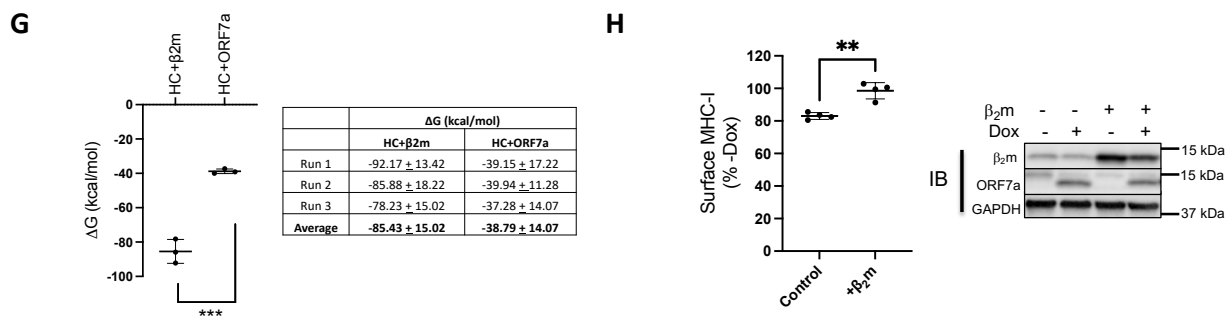 G
HC+β2m
HC+ORF7a
0
-20
-40
-60
-80
-100
ΔG (kcal/mol)
***
ΔG (kcal/mol)
HC+β2m HC+ORF7a
Run 1 -92.17 ± 13.42 -39.15 ± 17.22
Run 2 -85.88 ± 18.22 -39.94 ± 11.28
Run 3 -78.23 ± 15.02 -37.28 ± 14.07
Average -85.43 ± 15.02 -38.79 ± 14.07
H
**
120
100
80
60
40
20
0
Surface MHC-I
(% -Dox)
Control
+β₂m
β₂m - - + +
Dox - + - +
IB
β₂m 15 kDa
ORF7a 15 kDa
GAPDH 37 kDa